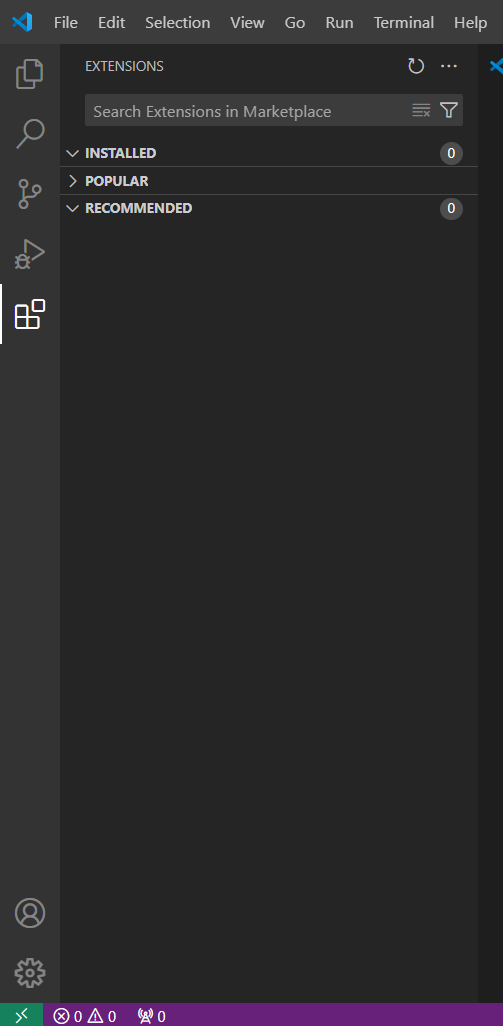 File Edit Selection View Go Run Terminal Help
EXTENSIONS
Search Extensions in Marketplace
INSTALLED 0
POPULAR
RECOMMENDED 0
0 0 0